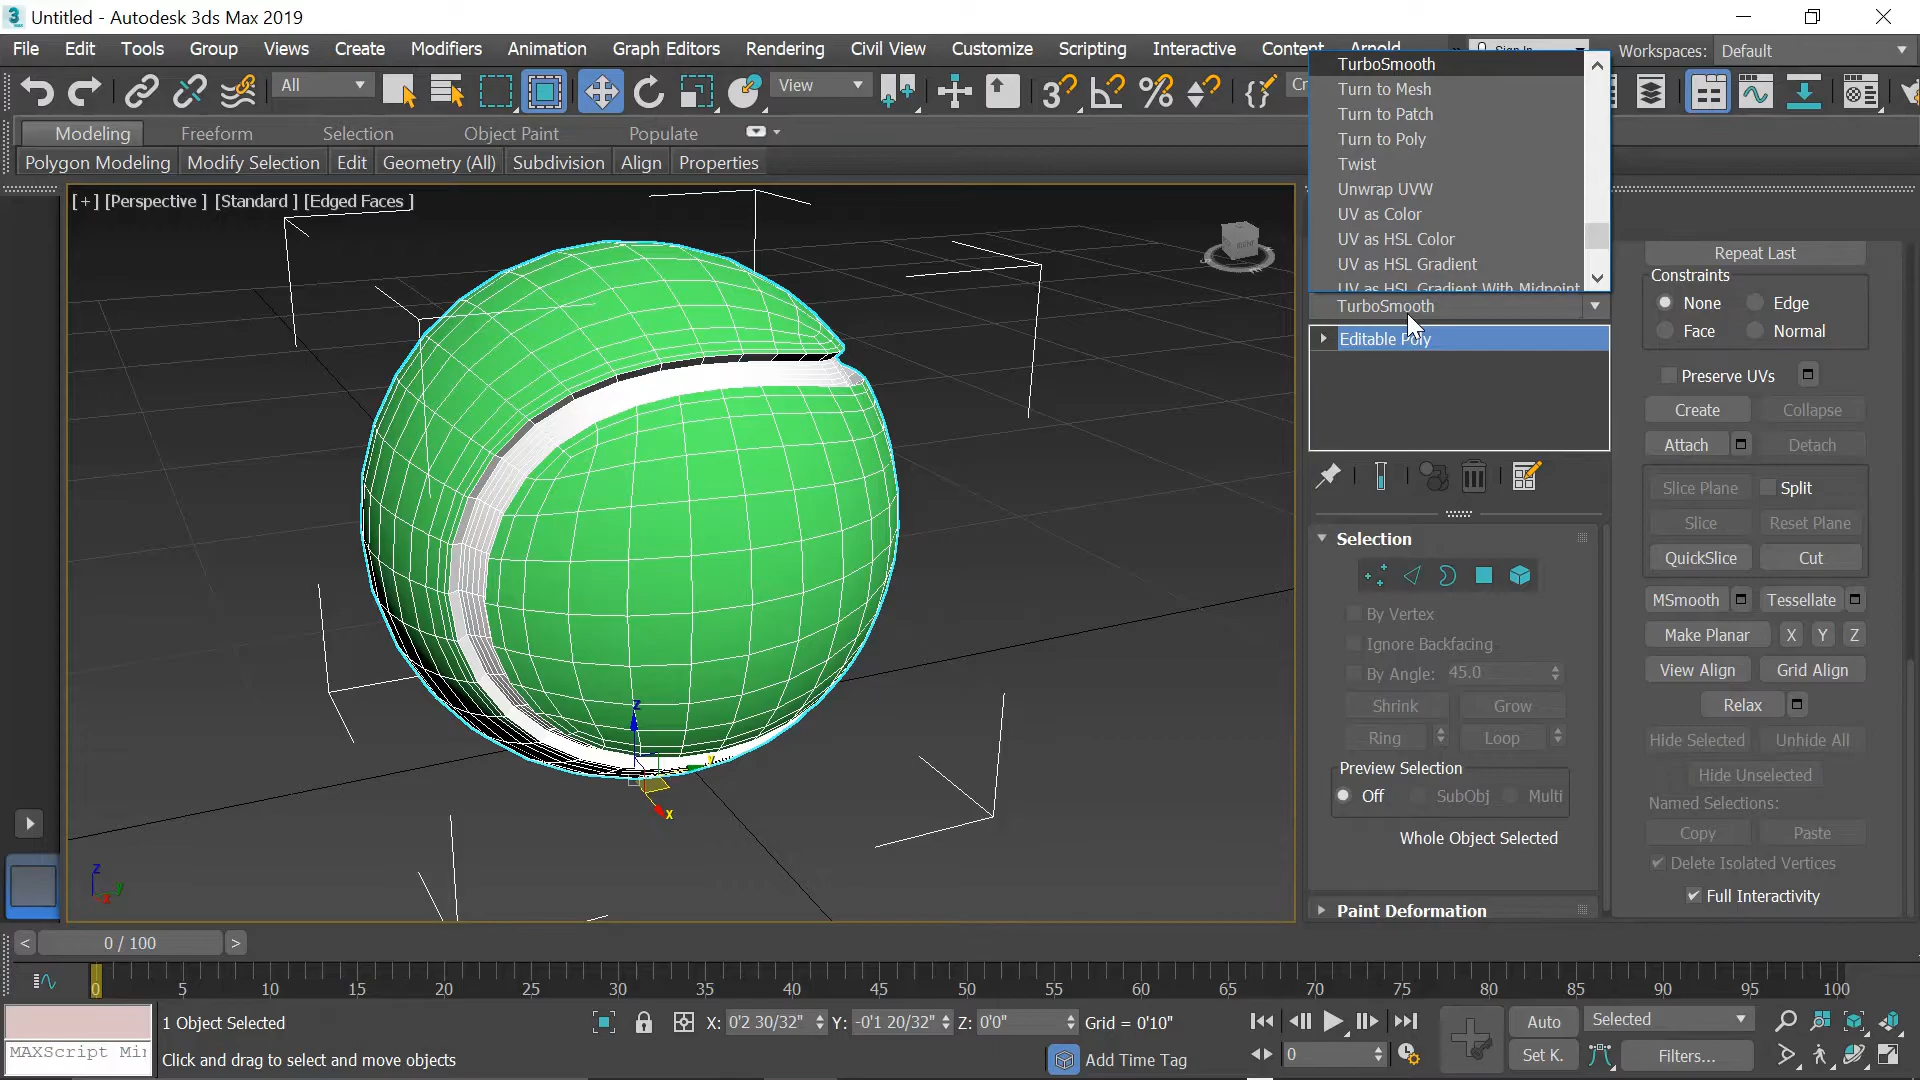 Untitled - Autodesk 3ds Max 2019
File Edit Tools Group Views Create Modifiers Animation Graph Editors Rendering Civil View Customize Scripting Interactive Content Arnold Sign In Workspaces: Default
All View 3
Modeling Freeform Selection Object Paint Populate
Polygon Modeling Modify Selection Edit Geometry (All) Subdivision Align Properties
[+] [Perspective ] [Standard ] [Edged Faces ]
TurboSmooth
Turn to Mesh
Turn to Patch
Turn to Poly
Twist
Unwrap UVW
UV as Color
UV as HSL Color
UV as HSL Gradient
UV as HSL Gradient With Midpoint
TurboSmooth
Editable Poly
Selection
By Vertex
Ignore Backfacing
By Angle: 45.0
Shrink Grow
Ring Loop
Preview Selection
Off SubObj Multi
Whole Object Selected
Paint Deformation
Repeat Last
Constraints
None Edge
Face Normal
Preserve UVs
Create Collapse
Attach Detach
Slice Plane Split
Slice Reset Plane
QuickSlice Cut
MSmooth Tessellate
Make Planar X Y Z
View Align Grid Align
Relax
Hide Selected Unhide All
Hide Unselected
Named Selections:
Copy Paste
Delete Isolated Vertices
Full Interactivity
z
y
x
z
y
x
< 0 / 100 >
0 5 10 15 20 25 30 35 40 45 50 55 60 65 70 75 80 85 90 95 100
1 Object Selected X: 0'2 30/32" Y: -0'1 20/32" Z: 0'0" Grid = 0'10" Auto Selected
MAXScript Mi Click and drag to select and move objects Add Time Tag 0 Set K. Filters...